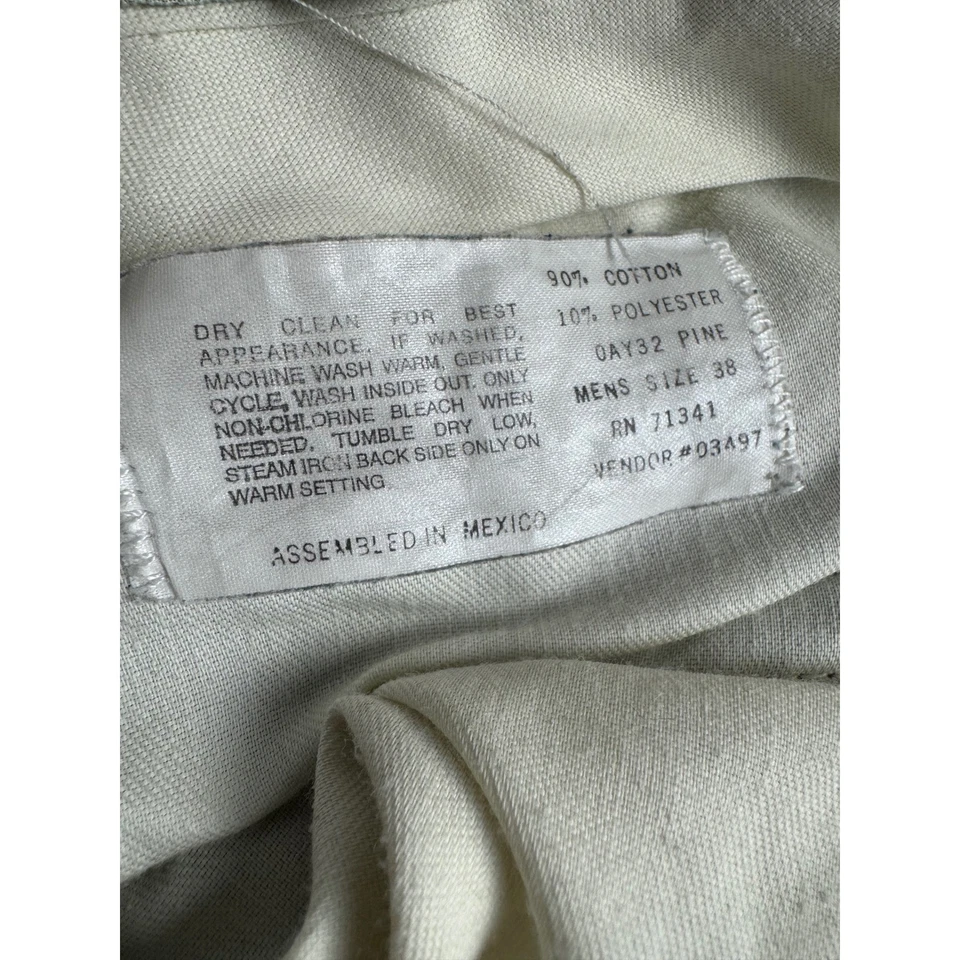 DRY CLEAN FOR BEST
APPEARANCE. IF WASHED,
MACHINE WASH WARM, GENTLE
CYCLE, WASH INSIDE OUT. ONLY
NON-CHLORINE BLEACH WHEN
NEEDED. TUMBLE DRY LOW,
STEAM IRON BACK SIDE ONLY ON
WARM SETTING
ASSEMBLED IN MEXICO
90% COTTON
10% POLYESTER
OAY32 PINE
MENS SIZE 38
RN 71341
VENDOR #03497